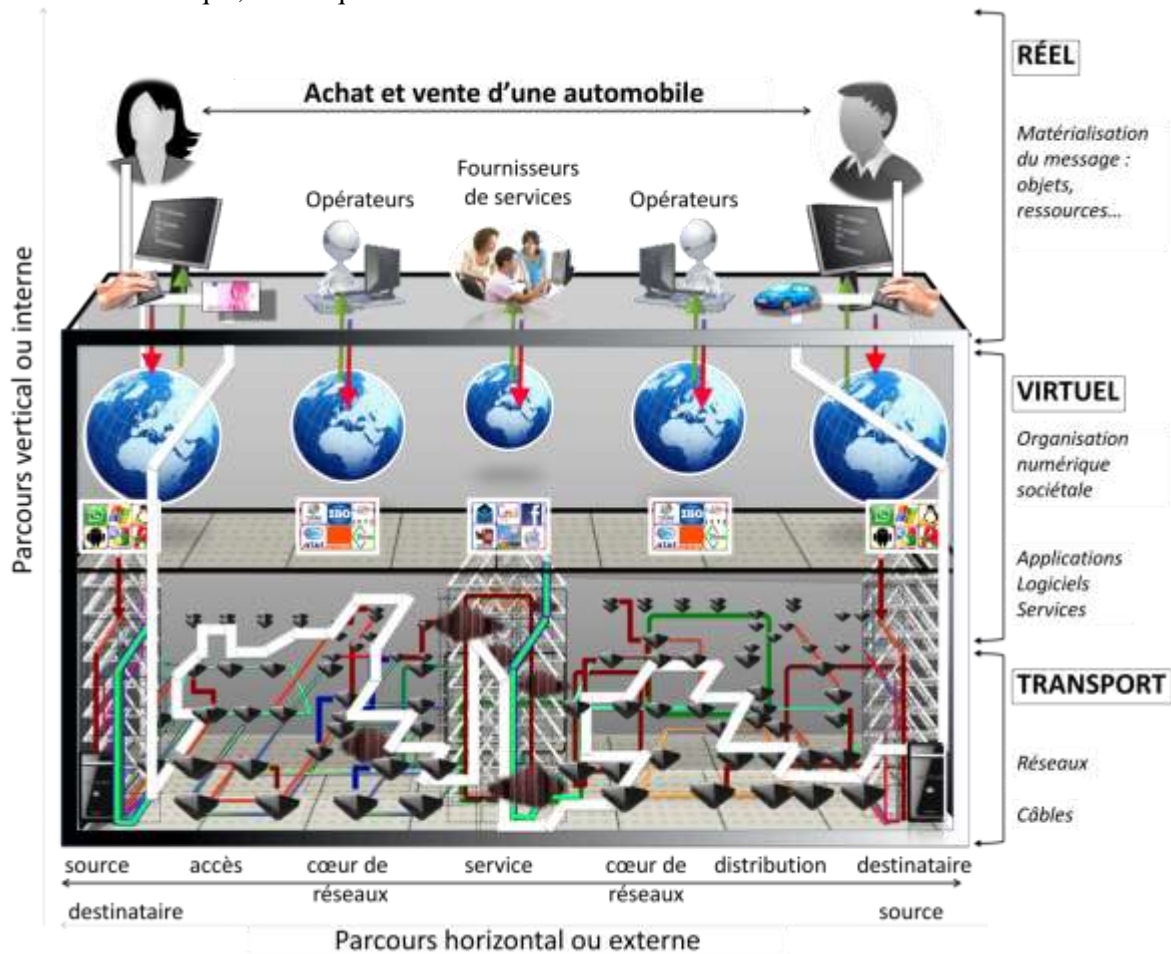 RÉEL
Achat et vente d'une automobile
Matérialisation
du message :
objets,
ressources...
Fournisseurs
de services
Opérateurs
Opérateurs
Parcours vertical ou interne
VIRTUEL
Organisation
numérique
sociétale
Applications
Logiciels
Services
TRANSPORT
Réseaux
Câbles
source
accès
cœur de
réseaux
service
cœur de
réseaux
distribution
destinataire
destinataire
source
Parcours horizontal ou externe